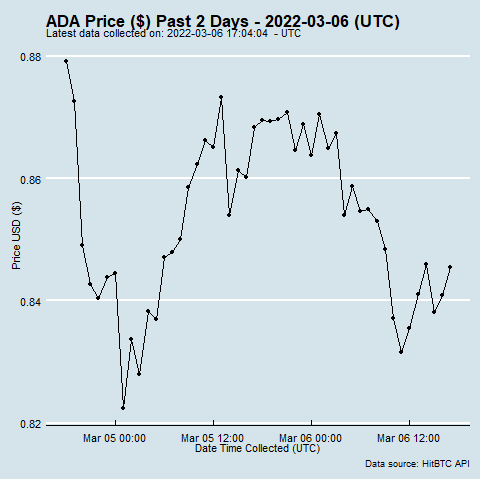 ADA Price ($) Past 2 Days - 2022-03-06 (UTC)
Latest data collected on: 2022-03-06 17:04:04 - UTC
0.88
0.86
0.84
0.82
Price USD ($)
Mar 05 00:00
Mar 05 12:00
Mar 06 00:00
Mar 06 12:00
Date Time Collected (UTC)
Data source: HitBTC API